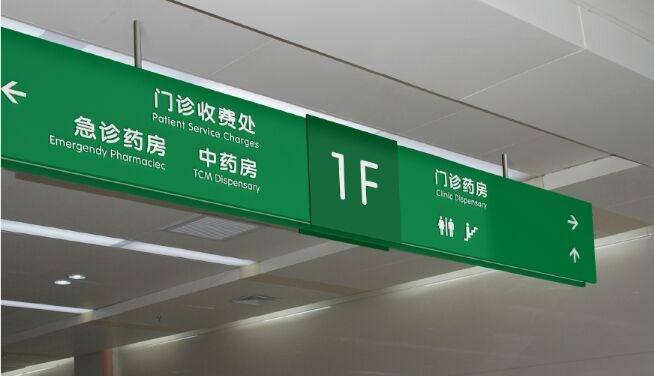 门诊收费处
Patient Service Charges
急诊药房
Emergendy Pharmaciec
中药房
TCM Dispensary
1F
门诊药房
Clinic Dispensary